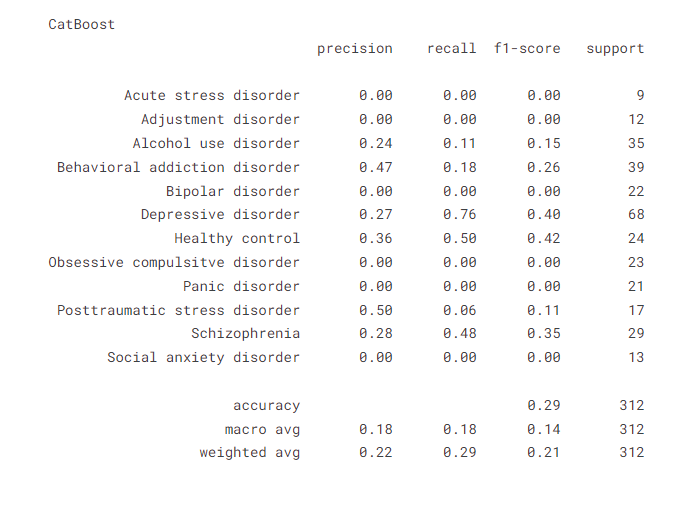 CatBoost
precision recall f1-score support
Acute stress disorder 0.00 0.00 0.00 9
Adjustment disorder 0.00 0.00 0.00 12
Alcohol use disorder 0.24 0.11 0.15 35
Behavioral addiction disorder 0.47 0.18 0.26 39
Bipolar disorder 0.00 0.00 0.00 22
Depressive disorder 0.27 0.76 0.40 68
Healthy control 0.36 0.50 0.42 24
Obsessive compulsitve disorder 0.00 0.00 0.00 23
Panic disorder 0.00 0.00 0.00 21
Posttraumatic stress disorder 0.50 0.06 0.11 17
Schizophrenia 0.28 0.48 0.35 29
Social anxiety disorder 0.00 0.00 0.00 13
accuracy 0.29 312
macro avg 0.18 0.18 0.14 312
weighted avg 0.22 0.29 0.21 312